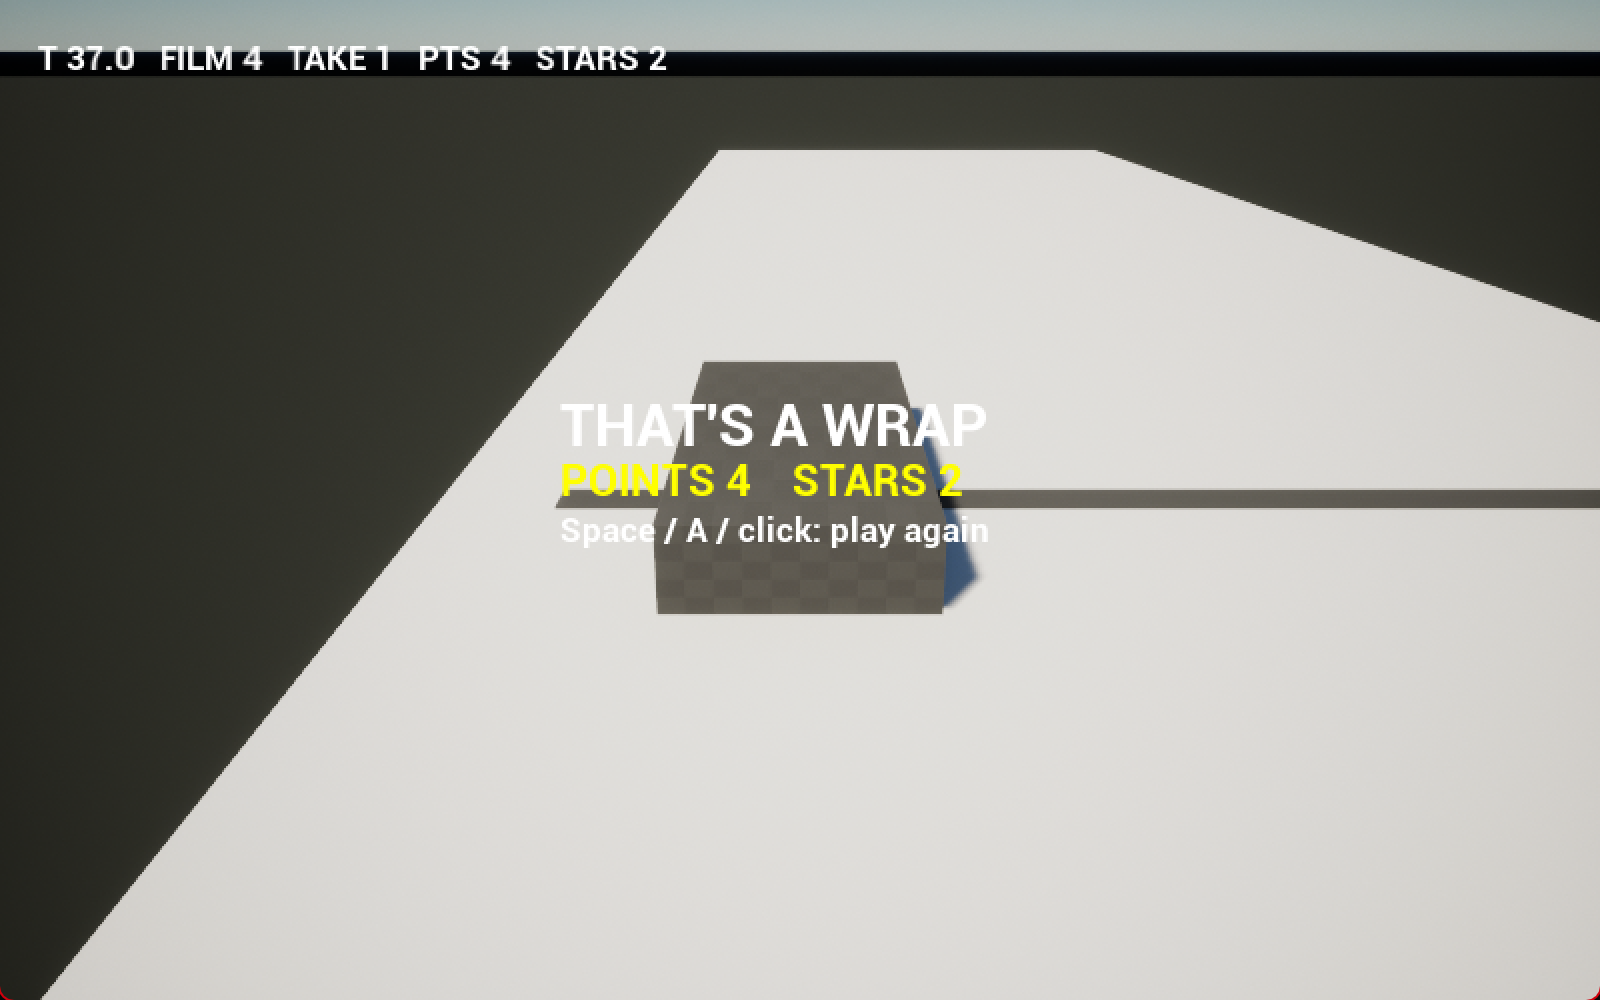 T 37.0 FILM 4 TAKE 1 PTS 4 STARS 2
THAT'S A WRAP
POINTS 4 STARS 2
Space / A / click: play again